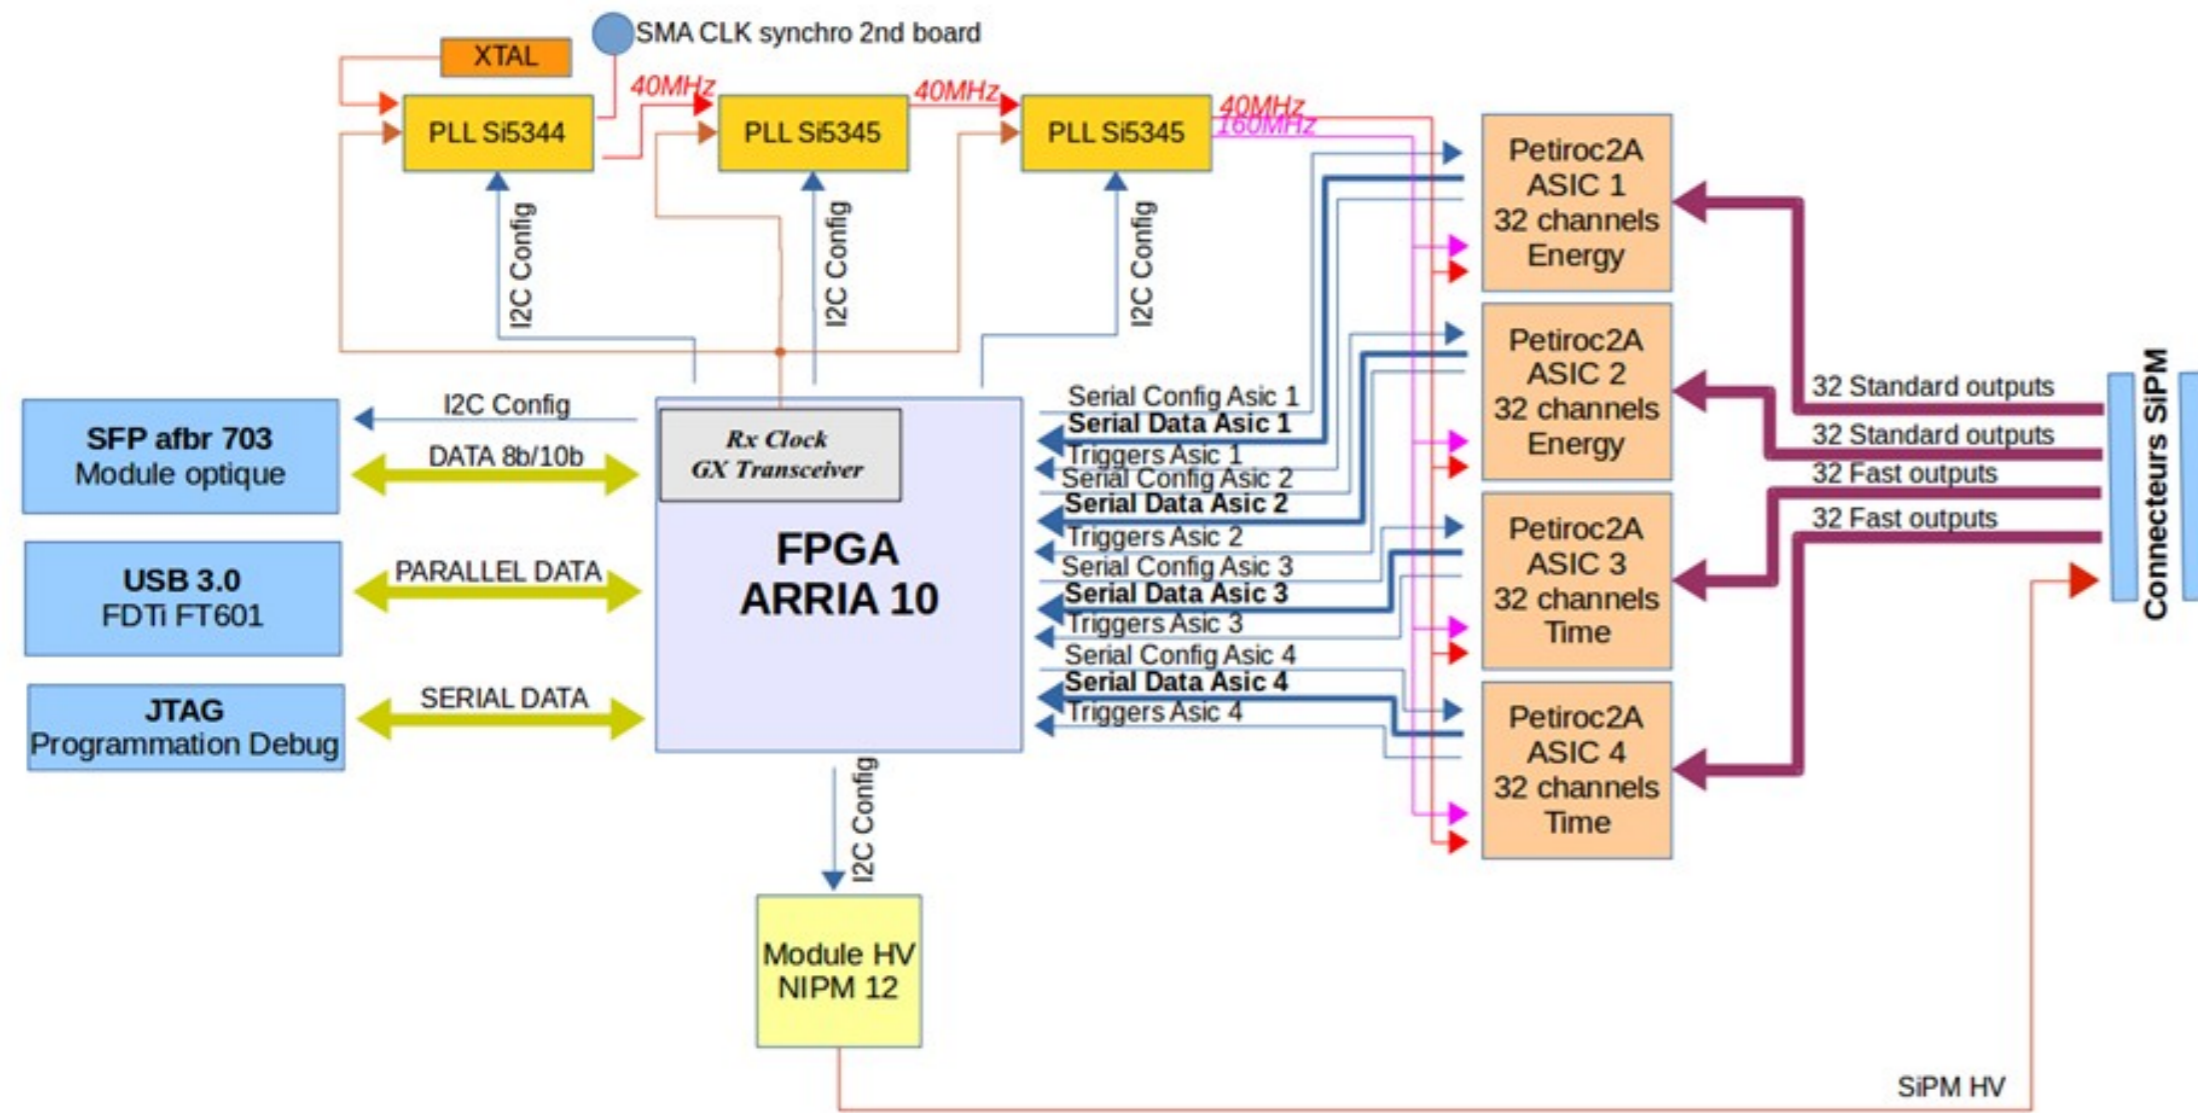 SMA CLK synchro 2nd board
XTAL
40MHz
40MHz
40MHz
160MHz
PLL Si5344
PLL Si5345
PLL Si5345
I2C Config
I2C Config
I2C Config
Petiroc2A
ASIC 1
32 channels
Energy
Petiroc2A
ASIC 2
32 channels
Energy
Petiroc2A
ASIC 3
32 channels
Time
Petiroc2A
ASIC 4
32 channels
Time
32 Standard outputs
32 Standard outputs
32 Fast outputs
32 Fast outputs
Connecteurs SiPM
SFP afbr 703
Module optique
I2C Config
DATA 8b/10b
USB 3.0
FDTi FT601
PARALLEL DATA
JTAG
Programmation Debug
SERIAL DATA
Rx Clock
GX Transceiver
FPGA
ARRIA 10
Serial Config Asic 1
Serial Data Asic 1
Triggers Asic 1
Serial Config Asic 2
Serial Data Asic 2
Triggers Asic 2
Serial Config Asic 3
Serial Data Asic 3
Triggers Asic 3
Serial Config Asic 4
Serial Data Asic 4
Triggers Asic 4
I2C Config
Module HV
NIPM 12
SiPM HV